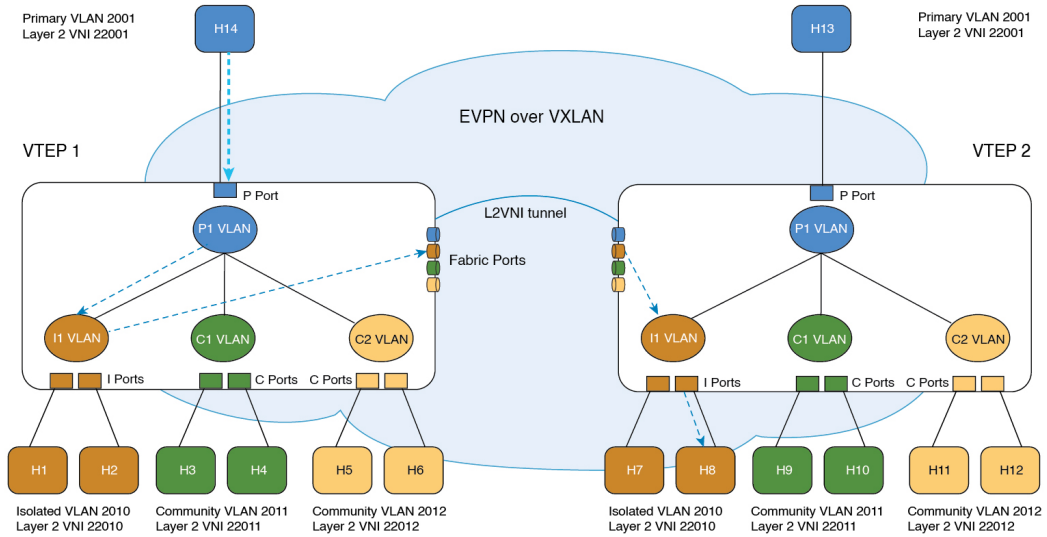 Primary VLAN 2001
Layer 2 VNI 22001
H14
H13
Primary VLAN 2001
Layer 2 VNI 22001
EVPN over VXLAN
VTEP 1
VTEP 2
P Port
P Port
L2VNI tunnel
P1 VLAN
P1 VLAN
Fabric Ports
I1 VLAN
C1 VLAN
C2 VLAN
I1 VLAN
C1 VLAN
C2 VLAN
I Ports
C Ports
C Ports
I Ports
C Ports
C Ports
H1
H2
H3
H4
H5
H6
H7
H8
H9
H10
H11
H12
Isolated VLAN 2010
Layer 2 VNI 22010
Community VLAN 2011
Layer 2 VNI 22011
Community VLAN 2012
Layer 2 VNI 22012
Isolated VLAN 2010
Layer 2 VNI 22010
Community VLAN 2011
Layer 2 VNI 22011
Community VLAN 2012
Layer 2 VNI 22012